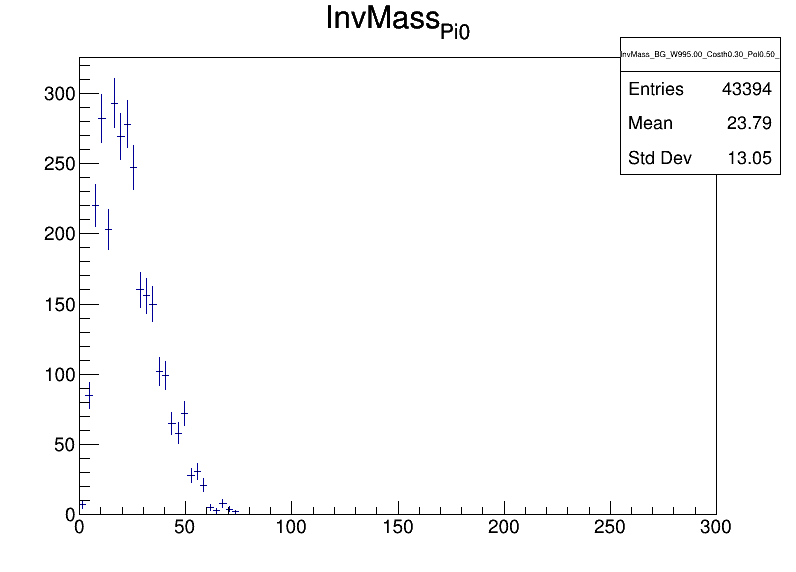 InvMass_Pi0
InvMass_BG_W995.00_Costh0.30_Pol0.50_
Entries 43394
Mean 23.79
Std Dev 13.05
300
250
200
150
100
50
0
0 50 100 150 200 250 300